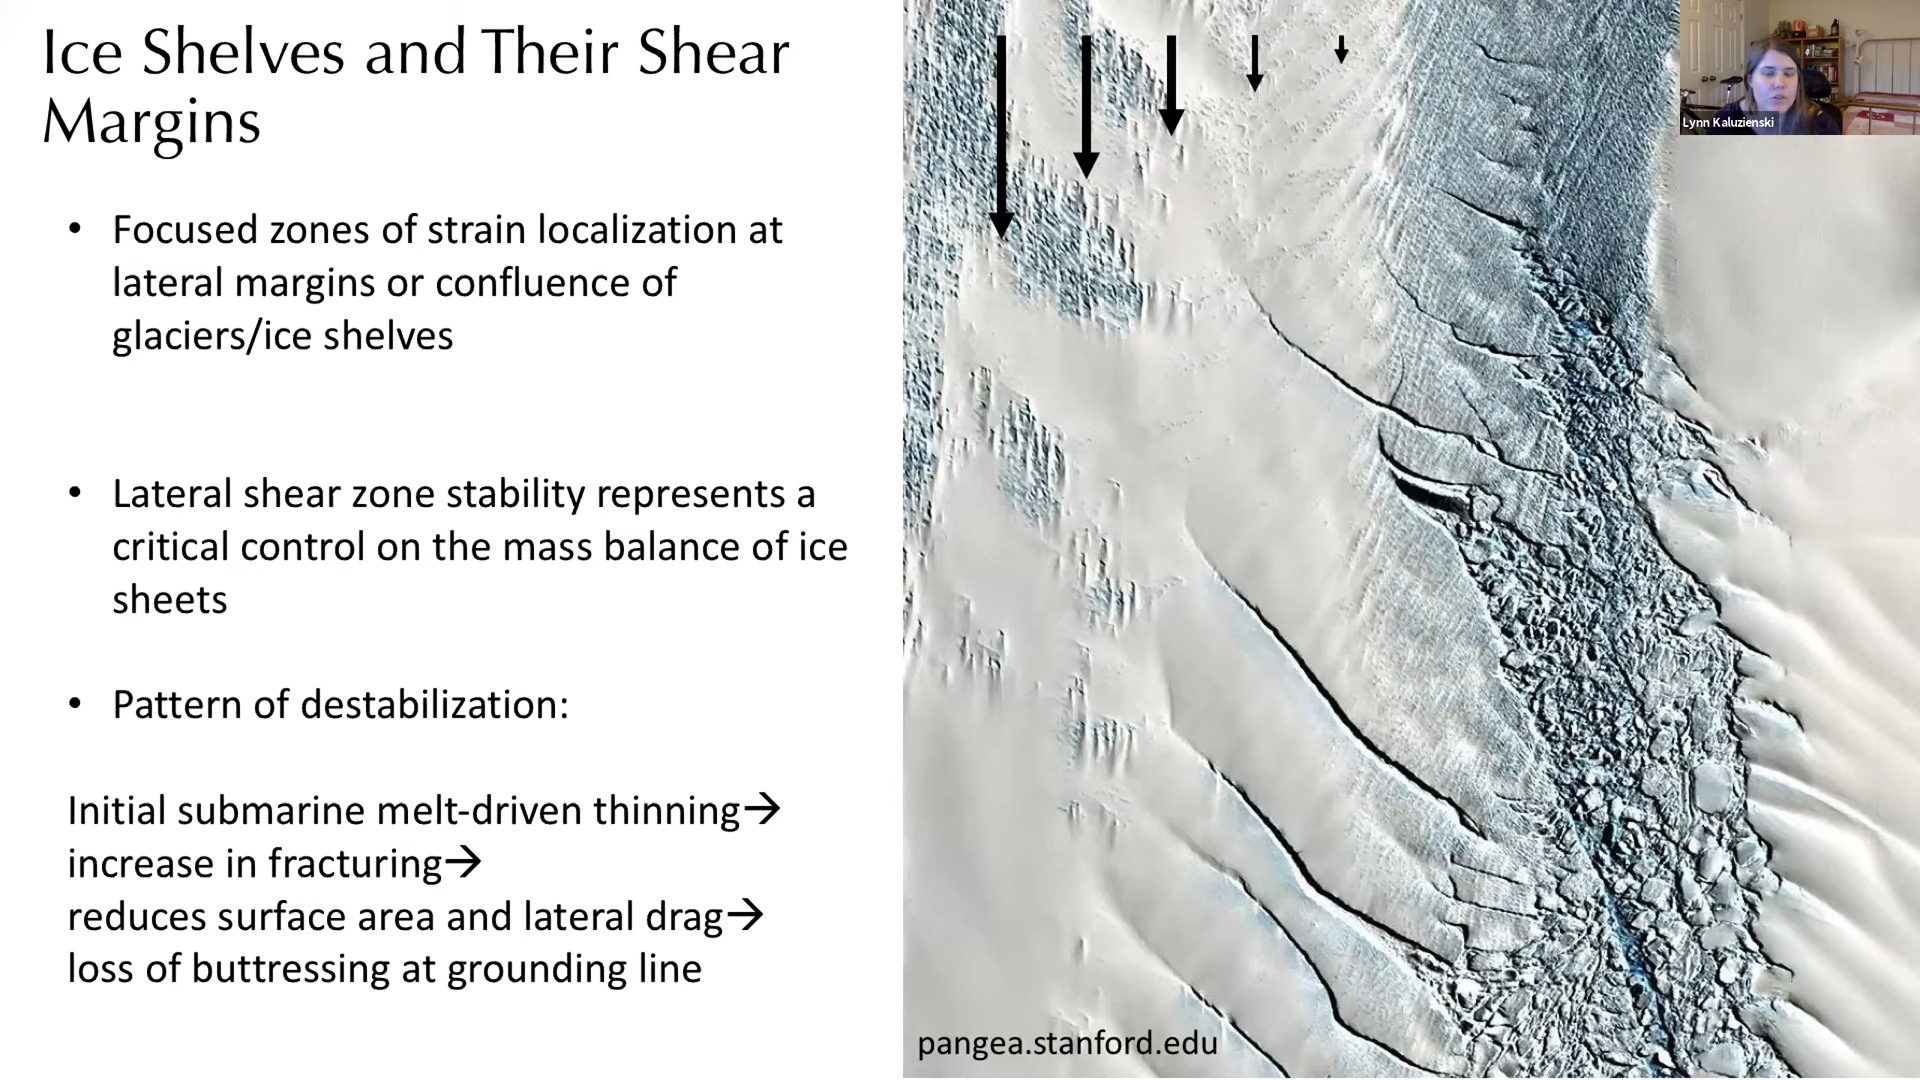 Ice Shelves and Their Shear
Margins
• Focused zones of strain localization at
lateral margins or confluence of
glaciers/ice shelves
• Lateral shear zone stability represents a
critical control on the mass balance of ice
sheets
• Pattern of destabilization:
Initial submarine melt-driven thinning→
increase in fracturing→
reduces surface area and lateral drag→
loss of buttressing at grounding line
pangea.stanford.edu
Lynn Kaluzienski